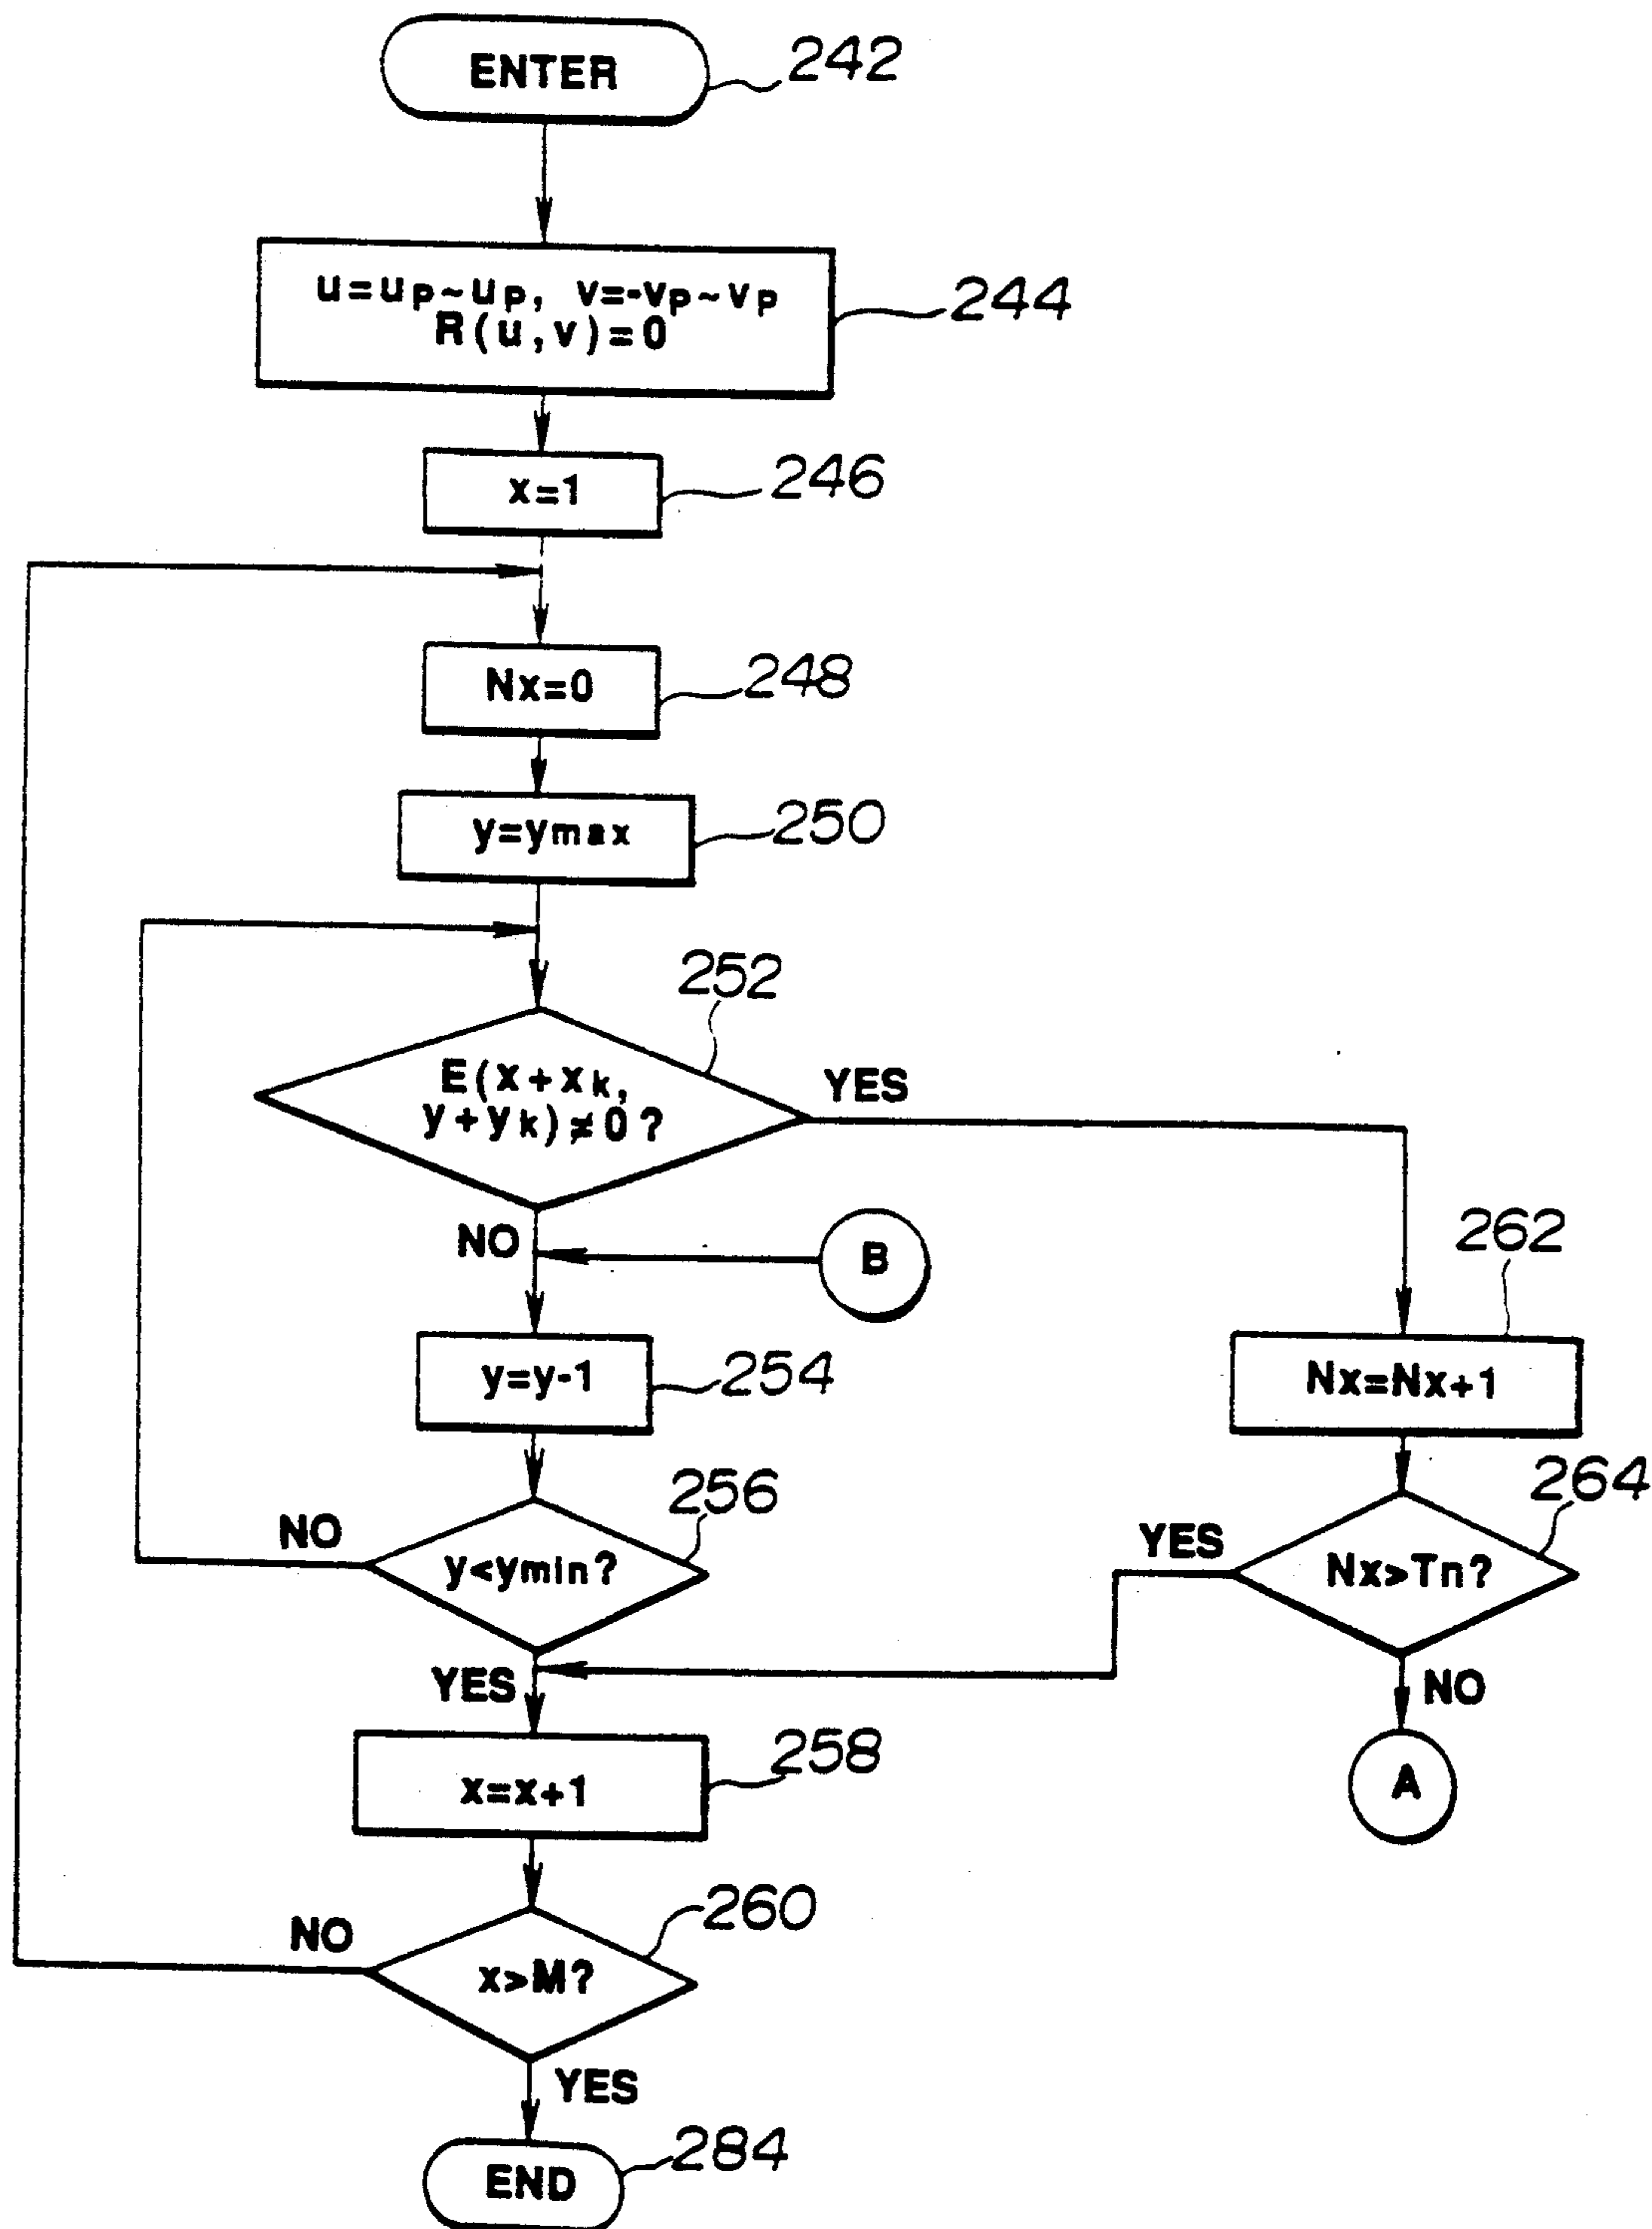 ENTER
242
u=up~up, v=-vp~vp
R(u,v)=0
244
x=1
246
Nx=0
248
y=ymax
250
252
E(x+xk,
y+yk)≠0?
YES
NO
B
262
y=y-1
254
Nx=Nx+1
256
264
NO
y<ymin?
YES
Nx>Tn?
YES
NO
x=x+1
258
A
260
NO
x>M?
YES
END
284